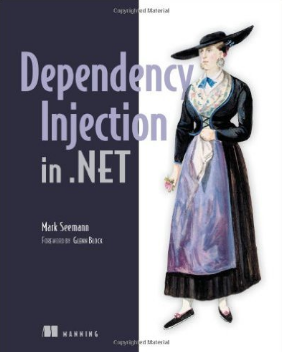 Dependency
Injection
in .NET
Mark Seemann
FOREWORD BY GLENN BLOCK
MANNING